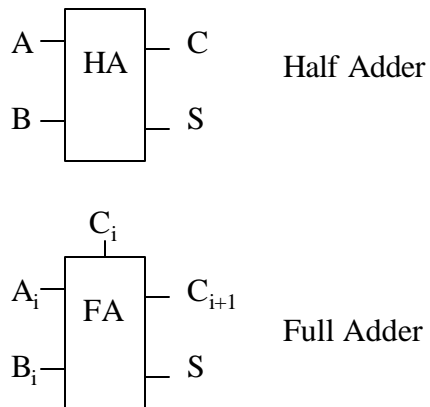 A HA C
Half Adder
B S
C_i
A_i FA C_{i+1}
Full Adder
B_i S